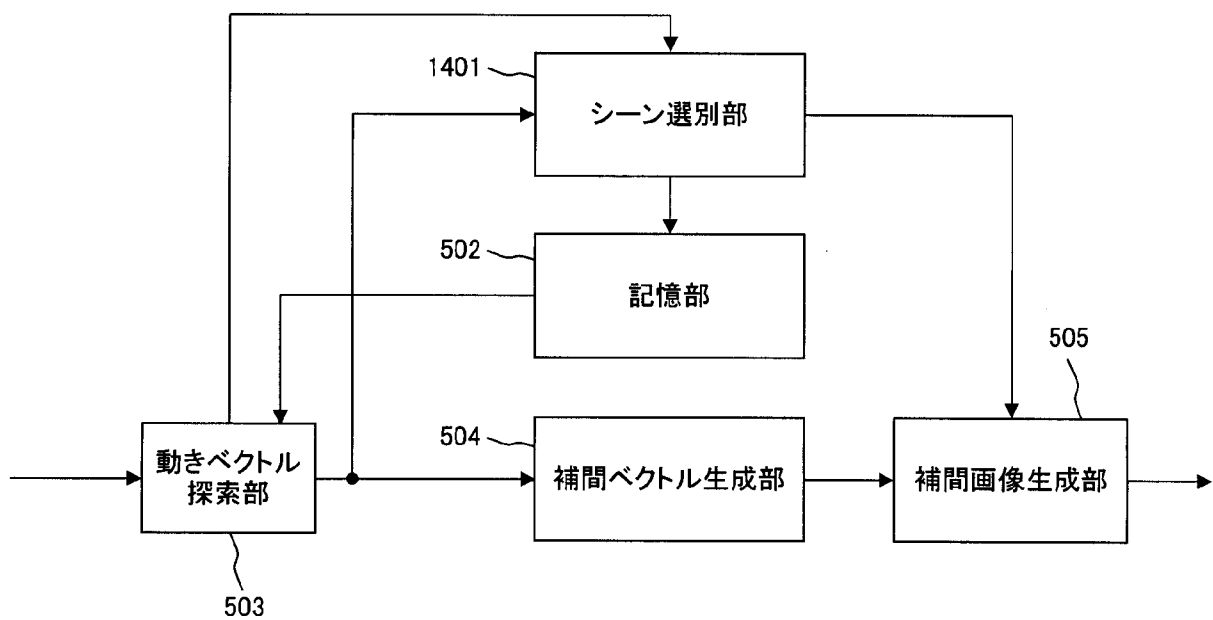 1401
シーン選別部
502
記憶部
505
504
動きベクトル
探索部
補間ベクトル生成部
補間画像生成部
503